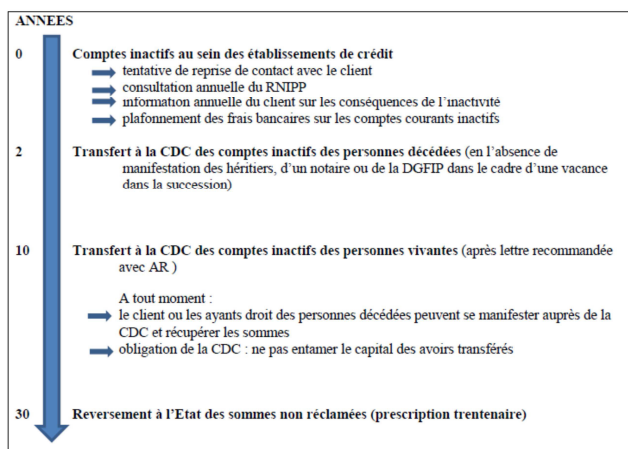 ANNEES
0 Comptes inactifs au sein des établissements de crédit
tentative de reprise de contact avec le client
consultation annuelle du RNIPP
information annuelle du client sur les conséquences de l'inactivité
plafonnement des frais bancaires sur les comptes courants inactifs
2 Transfert à la CDC des comptes inactifs des personnes décédées (en l'absence de
manifestation des héritiers, d'un notaire ou de la DGFIP dans le cadre d'une vacance
dans la succession)
10 Transfert à la CDC des comptes inactifs des personnes vivantes (après lettre recommandée
avec AR )
A tout moment :
le client ou les ayants droit des personnes décédées peuvent se manifester auprès de la
CDC et récupérer les sommes
obligation de la CDC : ne pas entamer le capital des avoirs transférés
30 Reversement à l'Etat des sommes non réclamées (prescription trentenaire)